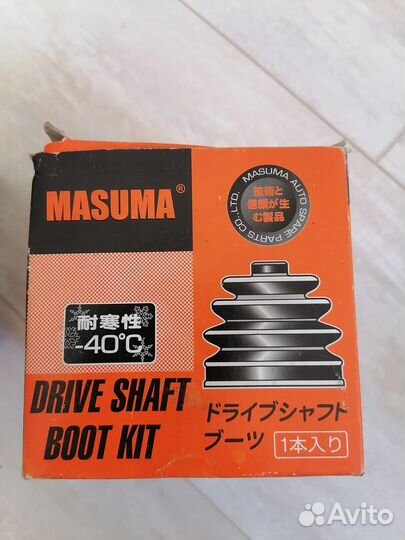 MASUMA®
MASUMA AUTO SPARE PARTS CO.,LTD.
技術と
信頼が生
む製品
耐寒性
-40℃
DRIVE SHAFT
BOOT KIT
ドライブシャフト
ブーツ
1本入り
Avito